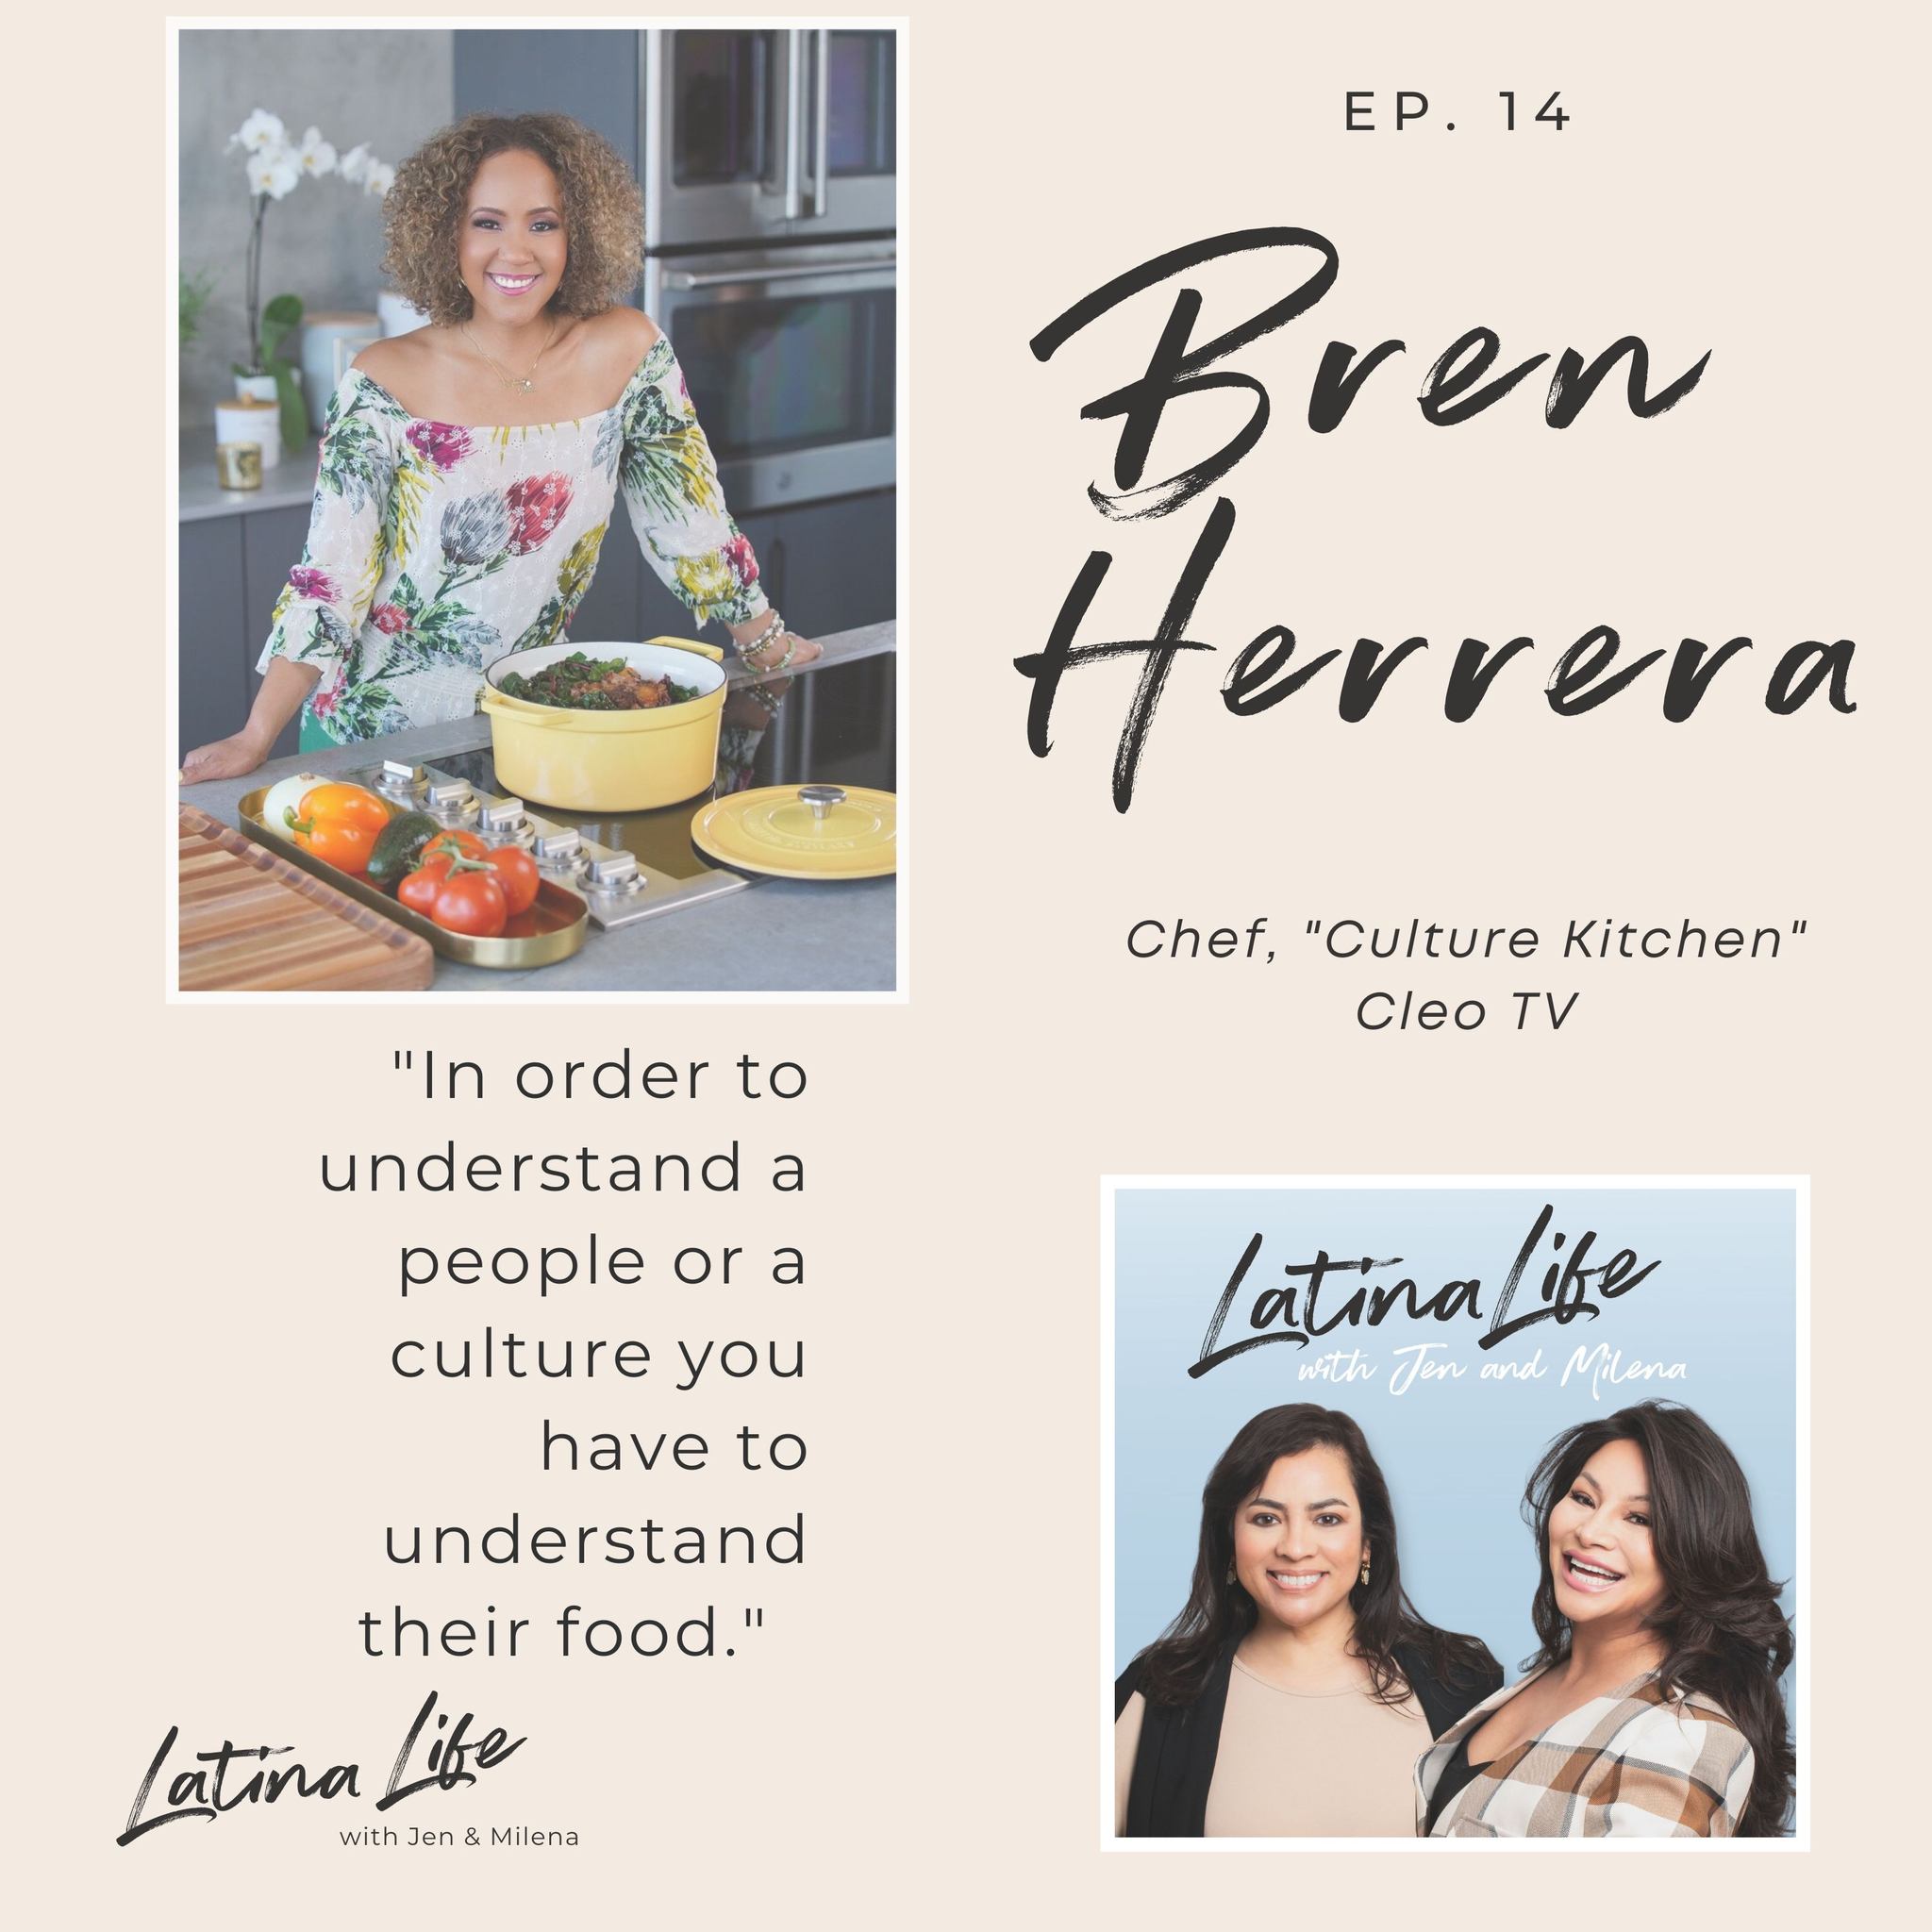 EP. 14
Bren
Herrera
Chef, "Culture Kitchen"
Cleo TV
"In order to
understand a
people or a
culture you
have to
understand
their food."
Latina Life
with Jen and Milena
Latina Life
with Jen & Milena